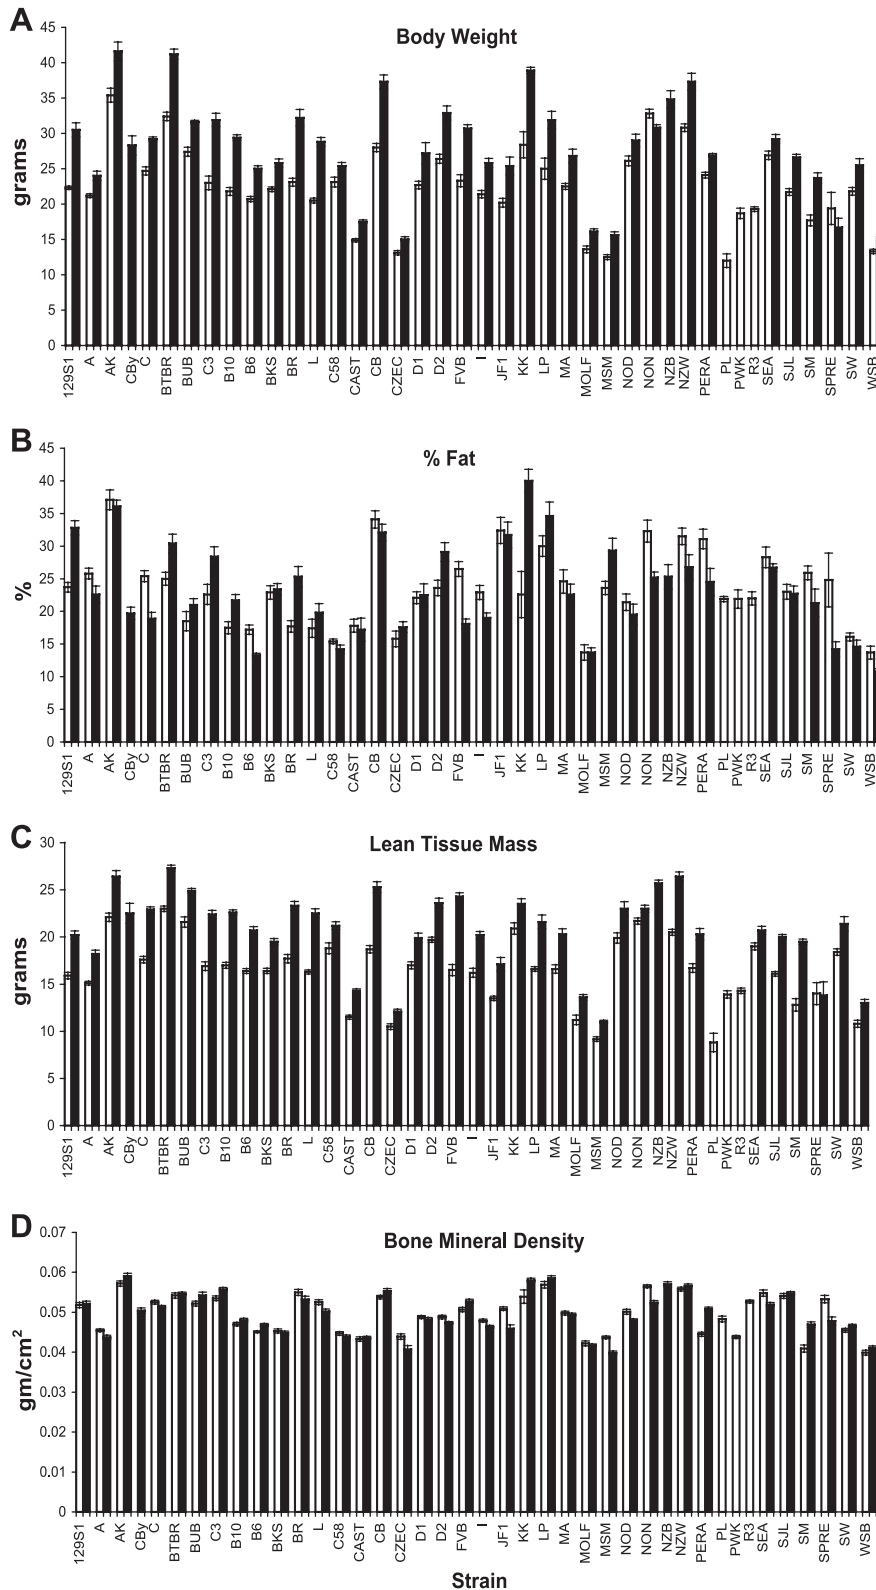 A
Body Weight
45
40
35
30
25
20
15
10
5
0
grams
129S1 A AK CBy C BTBR BUB C3 B10 B6 BKS BR L C58 CAST CB CZEC D1 D2 FVB I JF1 KK LP MA MOLF MSM NOD NON NZB NZW PERA PL PWK R3 SEA SJL SM SPRE SW WSB
B
% Fat
45
40
35
30
25
20
15
10
5
0
%
129S1 A AK CBy C BTBR BUB C3 B10 B6 BKS BR L C58 CAST CB CZEC D1 D2 FVB I JF1 KK LP MA MOLF MSM NOD NON NZB NZW PERA PL PWK R3 SEA SJL SM SPRE SW WSB
C
Lean Tissue Mass
30
25
20
15
10
5
0
grams
129S1 A AK CBy C BTBR BUB C3 B10 B6 BKS BR L C58 CAST CB CZEC D1 D2 FVB I JF1 KK LP MA MOLF MSM NOD NON NZB NZW PERA PL PWK R3 SEA SJL SM SPRE SW WSB
D
Bone Mineral Density
0.07
0.06
0.05
0.04
0.03
0.02
0.01
0
gm/cm²
129S1 A AK CBy C BTBR BUB C3 B10 B6 BKS BR L C58 CAST CB CZEC D1 D2 FVB I JF1 KK LP MA MOLF MSM NOD NON NZB NZW PERA PL PWK R3 SEA SJL SM SPRE SW WSB
Strain